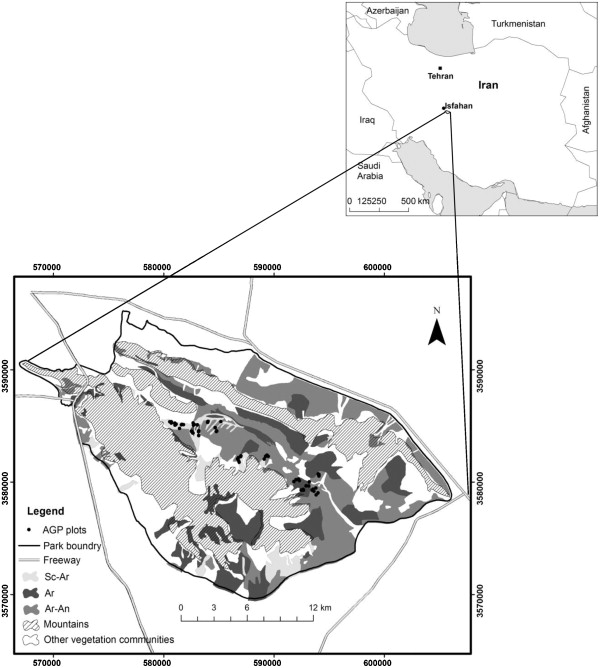 Azerbaijan
Turkmenistan
Tehran
Iran
Isfahan
Afghanistan
Iraq
Saudi
Arabia
0 125250 500 km
570000 580000 590000 600000
N
3590000 3590000
3580000 3580000
3570000 3570000
Legend
AGP plots
Park boundry
Freeway
Sc-Ar
Ar
Ar-An
Mountains
Other vegetation communities
0 3 6 12 km
570000 580000 590000 600000